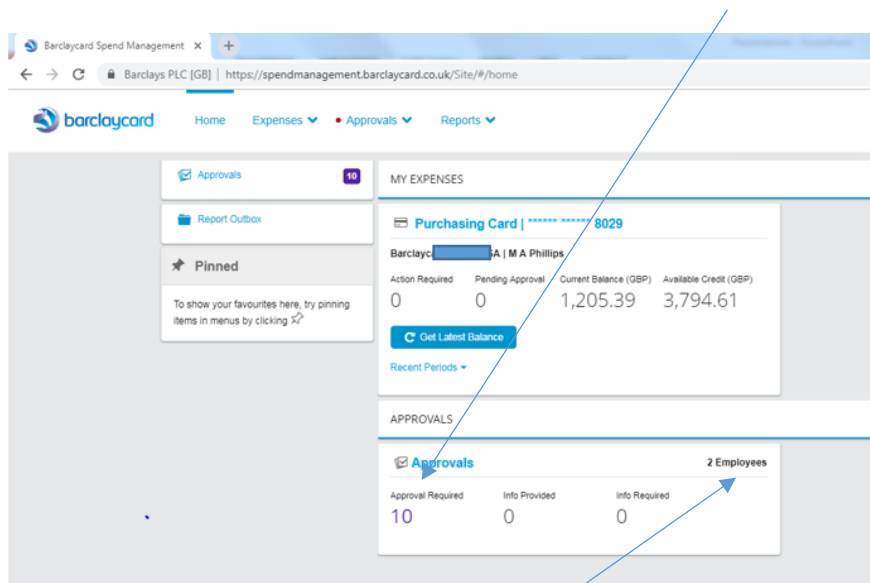 Barclaycard Spend Management
Barclays PLC [GB] | https://spendmanagement.barclaycard.co.uk/Site/#/home
barclaycard Home Expenses Approvals Reports
Approvals 10
Report Outbox
Pinned
To show your favourites here, try pinning
items in menus by clicking
MY EXPENSES
Purchasing Card | ****** ****** 8029
| M A Phillips
Action Required Pending Approval Current Balance (GBP) Available Credit (GBP)
0 0 1,205.39 3,794.61
Get Latest Balance
Recent Periods
APPROVALS
Approvals 2 Employees
Approval Required Info Provided Info Required
10 0 0